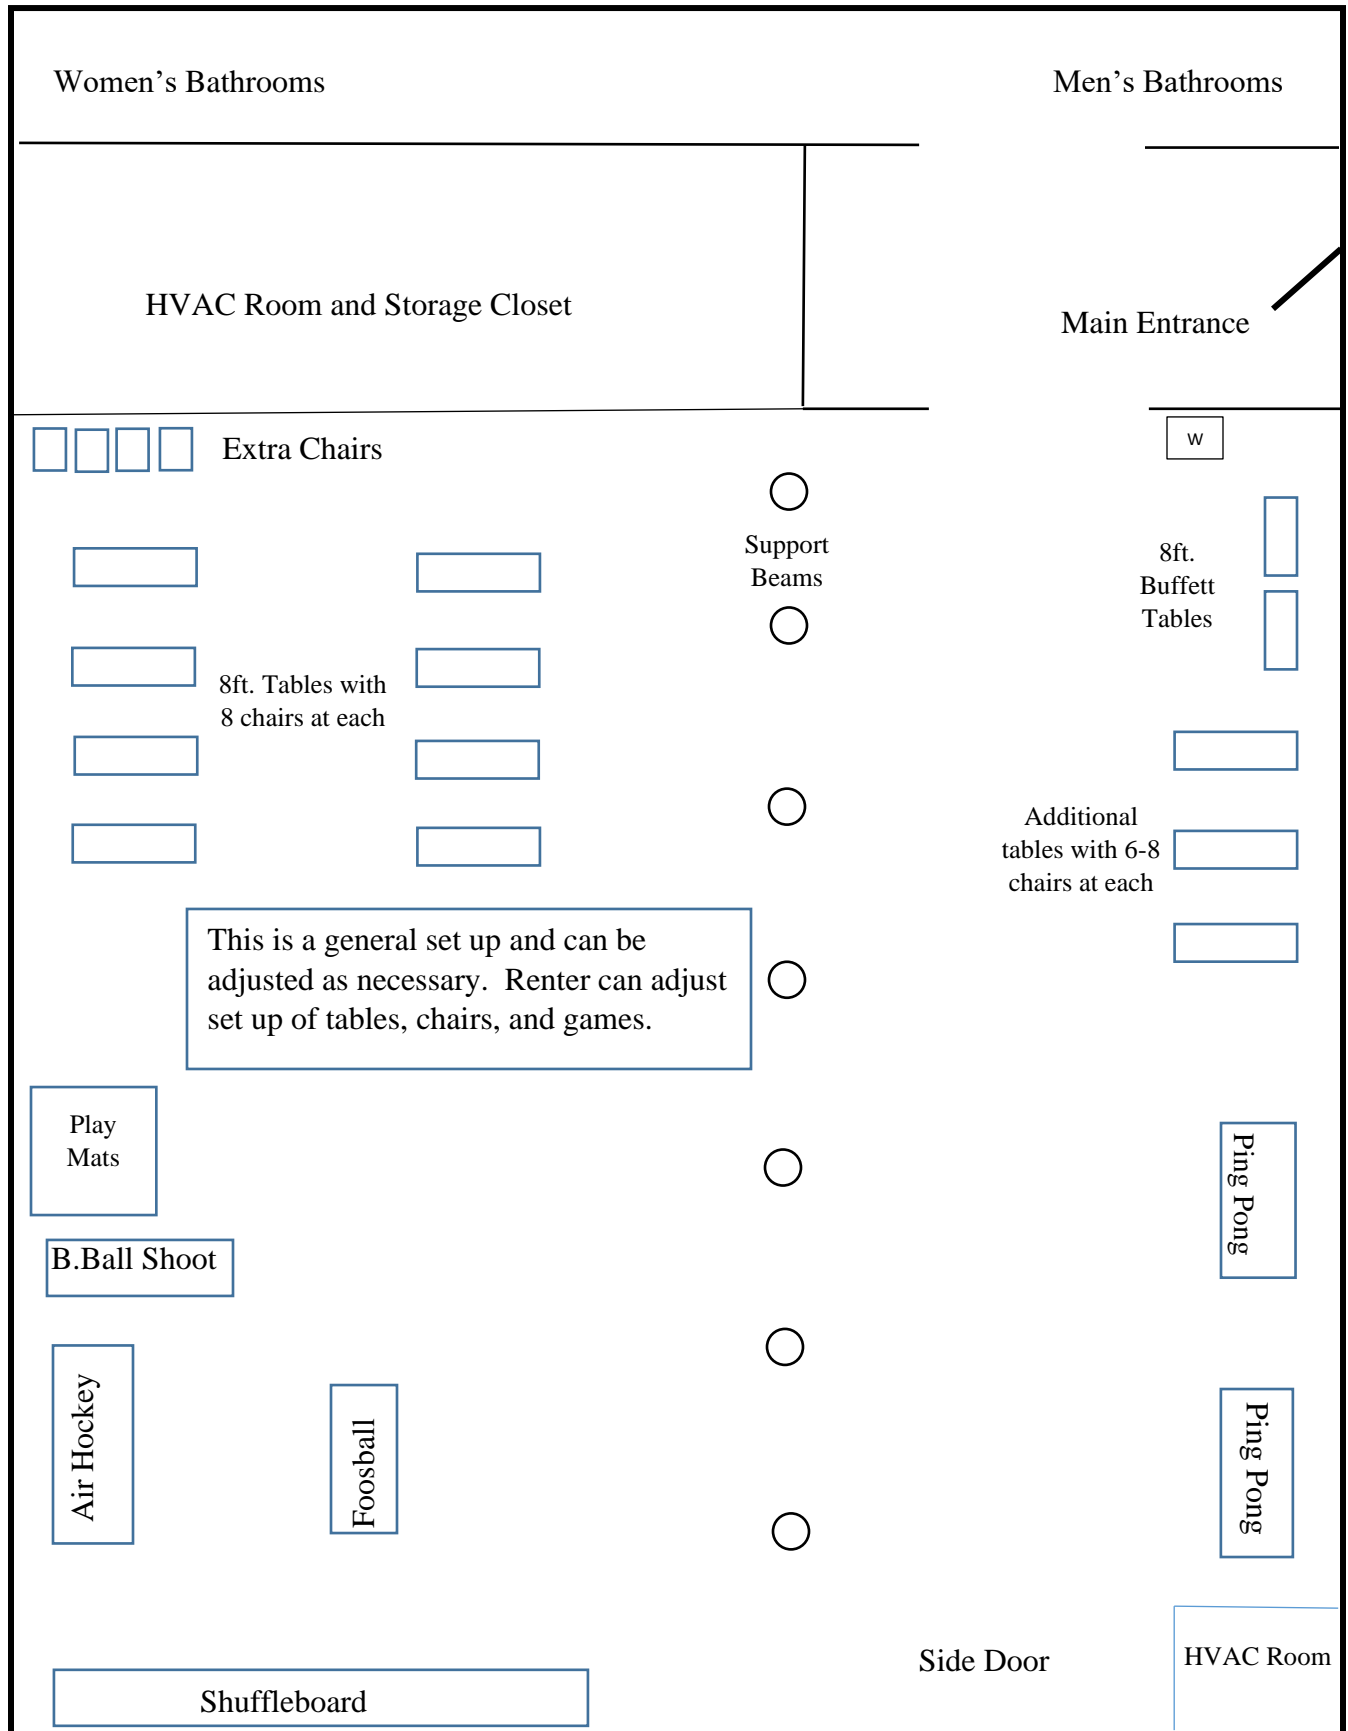 Women’s Bathrooms
Men’s Bathrooms
HVAC Room and Storage Closet
Main Entrance
Extra Chairs
W
Support
Beams
8ft.
Buffett
Tables
8ft. Tables with
8 chairs at each
Additional
tables with 6-8
chairs at each
This is a general set up and can be
adjusted as necessary.  Renter can adjust
set up of tables, chairs, and games.
Play
Mats
Ping Pong
B.Ball Shoot
Air Hockey
Foosball
Ping Pong
Side Door
HVAC Room
Shuffleboard